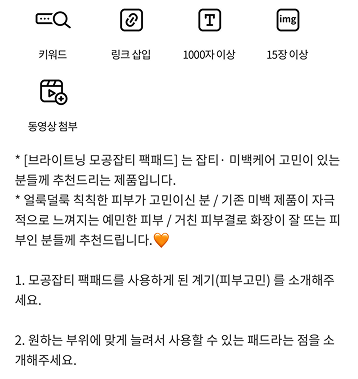 키워드
링크 삽입
T
1000자 이상
img
15장 이상
동영상 첨부
* [브라이트닝 모공잡티 팩패드] 는 잡티· 미백케어 고민이 있는
분들께 추천드리는 제품입니다.
* 얼룩덜룩 칙칙한 피부가 고민이신 분 / 기존 미백 제품이 자극
적으로 느껴지는 예민한 피부 / 거친 피부결로 화장이 잘 뜨는 피
부인 분들께 추천드립니다.🧡
1. 모공잡티 팩패드를 사용하게 된 계기(피부고민) 를 소개해주
세요.
2. 원하는 부위에 맞게 늘려서 사용할 수 있는 패드라는 점을 소
개해주세요.